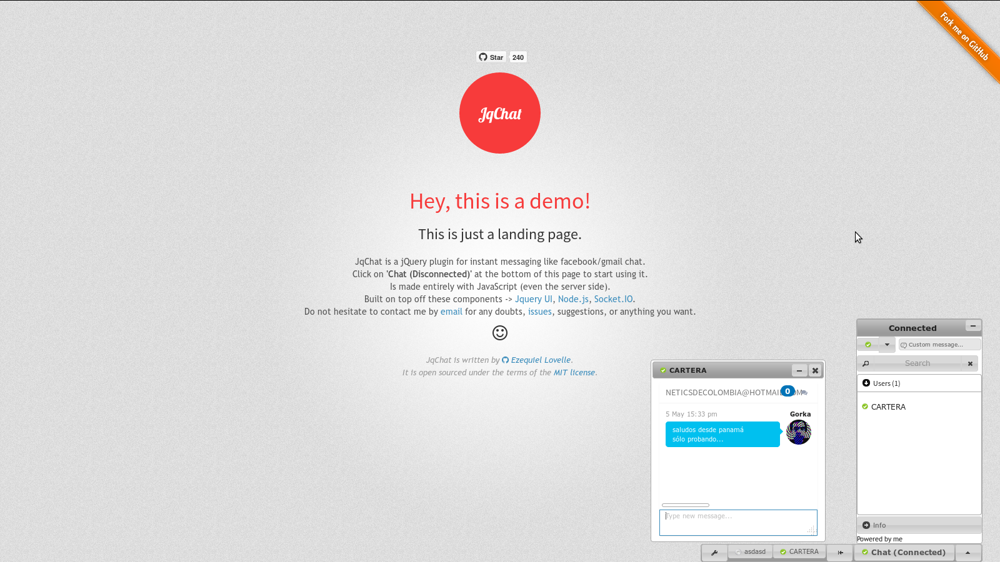 Fork me on GitHub
Star 240
JqChat
Hey, this is a demo!
This is just a landing page.
JqChat is a jQuery plugin for instant messaging like facebook/gmail chat.
Click on 'Chat (Disconnected)' at the bottom of this page to start using it.
Is made entirely with JavaScript (even the server side).
Built on top off these components -> Jquery UI, Node.js, Socket.IO.
Do not hesitate to contact me by email for any doubts, issues, suggestions, or anything you want.
JqChat is written by Ezequiel Lovelle.
It is open sourced under the terms of the MIT license.
CARTERA
0
5 May 15:33 pm
Gorka
saludos desde panamá
sólo probando...
Type new message...
Connected
Custom message...
Search
Users (1)
CARTERA
Info
Powered by me
asdasd
CARTERA
Chat (Connected)